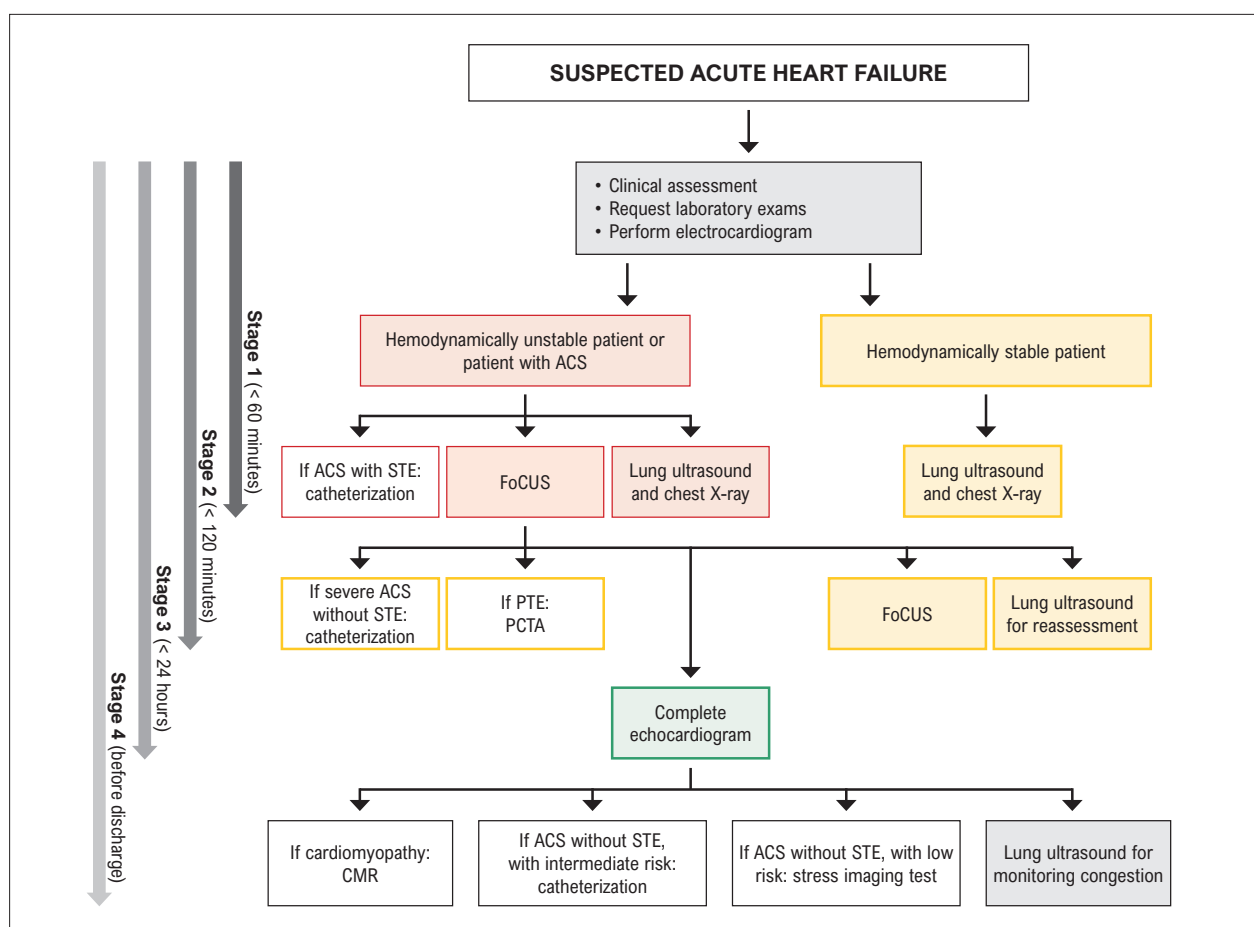 SUSPECTED ACUTE HEART FAILURE
• Clinical assessment
• Request laboratory exams
• Perform electrocardiogram
Stage 1 (< 60 minutes)
Stage 2 (< 120 minutes)
Stage 3 (< 24 hours)
Stage 4 (before discharge)
Hemodynamically unstable patient or
patient with ACS
Hemodynamically stable patient
If ACS with STE:
catheterization
FoCUS
Lung ultrasound
and chest X-ray
Lung ultrasound
and chest X-ray
If severe ACS
without STE:
catheterization
If PTE:
PCTA
FoCUS
Lung ultrasound
for reassessment
Complete
echocardiogram
If cardiomyopathy:
CMR
If ACS without STE,
with intermediate risk:
catheterization
If ACS without STE, with low
risk: stress imaging test
Lung ultrasound for
monitoring congestion